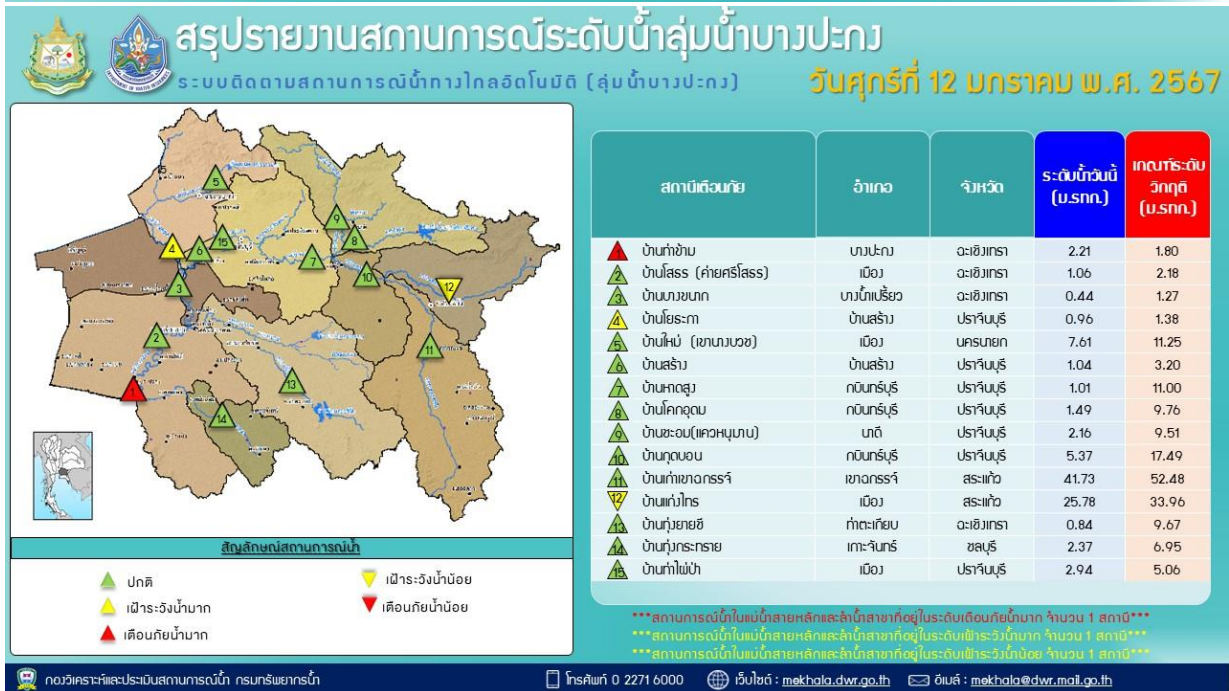 สรุปรายงานสถานการณ์ระดับน้ำลุ่มน้ำบางปะกง
ระบบติดตามสถานการณ์น้ำทางไกลอัตโนมัติ (ลุ่มน้ำบางปะกง)
วันศุกร์ที่ 12 มกราคม พ.ศ. 2567
สถานีเตือนภัย อำเภอ จังหวัด ระดับน้ำวันนี้ (ม.รทก.) เกณฑ์ระดับวิกฤติ (ม.รทก.)
1 บ้านท่าข้าม บางปะกง ฉะเชิงเทรา 2.21 1.80
2 บ้านโสธร (ค่ายศรีโสธร) เมือง ฉะเชิงเทรา 1.06 2.18
3 บ้านบางขนาก บางน้ำเปรี้ยว ฉะเชิงเทรา 0.44 1.27
4 บ้านโยธะกา บ้านสร้าง ปราจีนบุรี 0.96 1.38
5 บ้านใหม่ (เขานางบวช) เมือง นครนายก 7.61 11.25
6 บ้านสร้าง บ้านสร้าง ปราจีนบุรี 1.04 3.20
7 บ้านหาดสูง กบินทร์บุรี ปราจีนบุรี 1.01 11.00
8 บ้านโคกอุดม กบินทร์บุรี ปราจีนบุรี 1.49 9.76
9 บ้านซะอม(แควหนุมาน) นาดี ปราจีนบุรี 2.16 9.51
10 บ้านกุดบอน กบินทร์บุรี ปราจีนบุรี 5.37 17.49
11 บ้านเก่าเขาฉกรรจ์ เขาฉกรรจ์ สระแก้ว 41.73 52.48
12 บ้านแก่งไทร เมือง สระแก้ว 25.78 33.96
13 บ้านทุ่งยายชี ท่าตะเกียบ ฉะเชิงเทรา 0.84 9.67
14 บ้านทุ่งกระทราย เกาะจันทร์ ชลบุรี 2.37 6.95
15 บ้านท่าไผ่ป่า เมือง ปราจีนบุรี 2.94 5.06
สัญลักษณ์สถานการณ์น้ำ
ปกติ
เฝ้าระวังน้ำมาก
เตือนภัยน้ำมาก
เฝ้าระวังน้ำน้อย
เตือนภัยน้ำน้อย
***สถานการณ์น้ำในแม่น้ำสายหลักและลำน้ำสาขาที่อยู่ในระดับเตือนภัยน้ำมาก จำนวน 1 สถานี***
***สถานการณ์น้ำในแม่น้ำสายหลักและลำน้ำสาขาที่อยู่ในระดับเฝ้าระวังน้ำมาก จำนวน 1 สถานี***
***สถานการณ์น้ำในแม่น้ำสายหลักและลำน้ำสาขาที่อยู่ในระดับเฝ้าระวังน้ำน้อย จำนวน 1 สถานี***
กองวิเคราะห์และประเมินสถานการณ์น้ำ กรมทรัพยากรน้ำ โทรศัพท์ 0 2271 6000 เว็บไซต์ : mekhala.dwr.go.th อีเมล์ : mekhala@dwr.mail.go.th